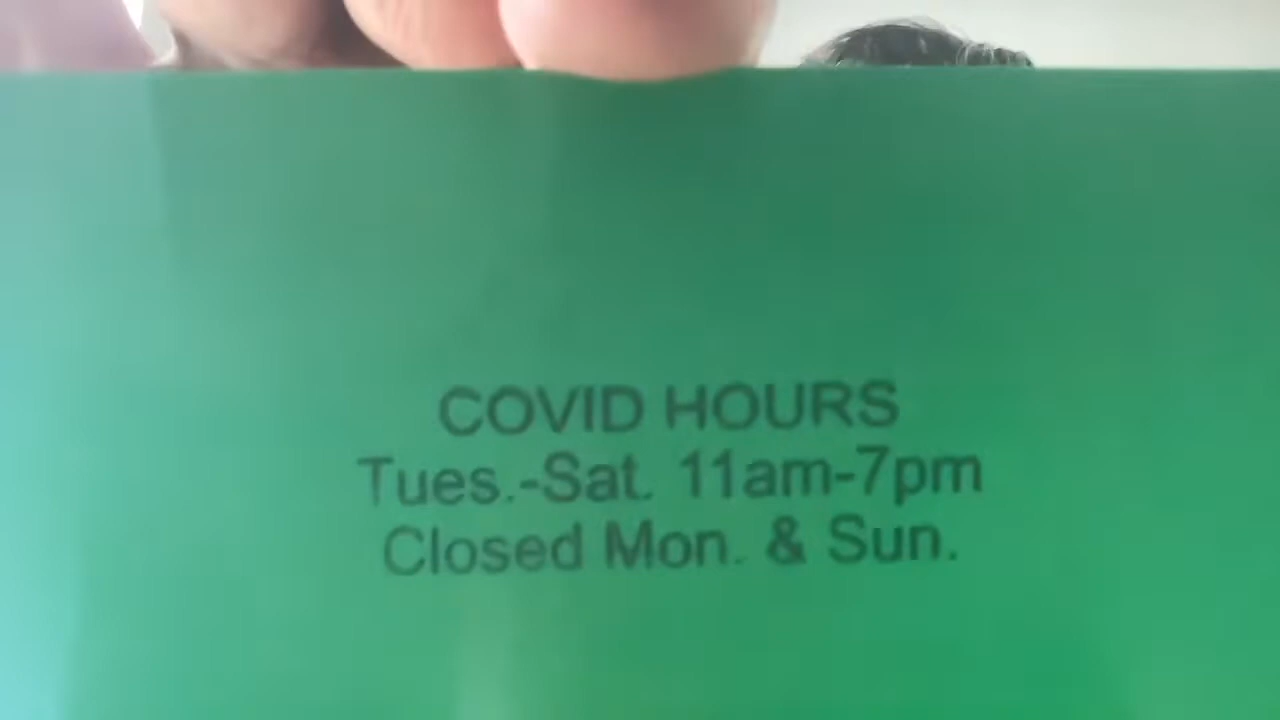 COVID HOURS
Tues.-Sat. 11am-7pm
Closed Mon. & Sun.